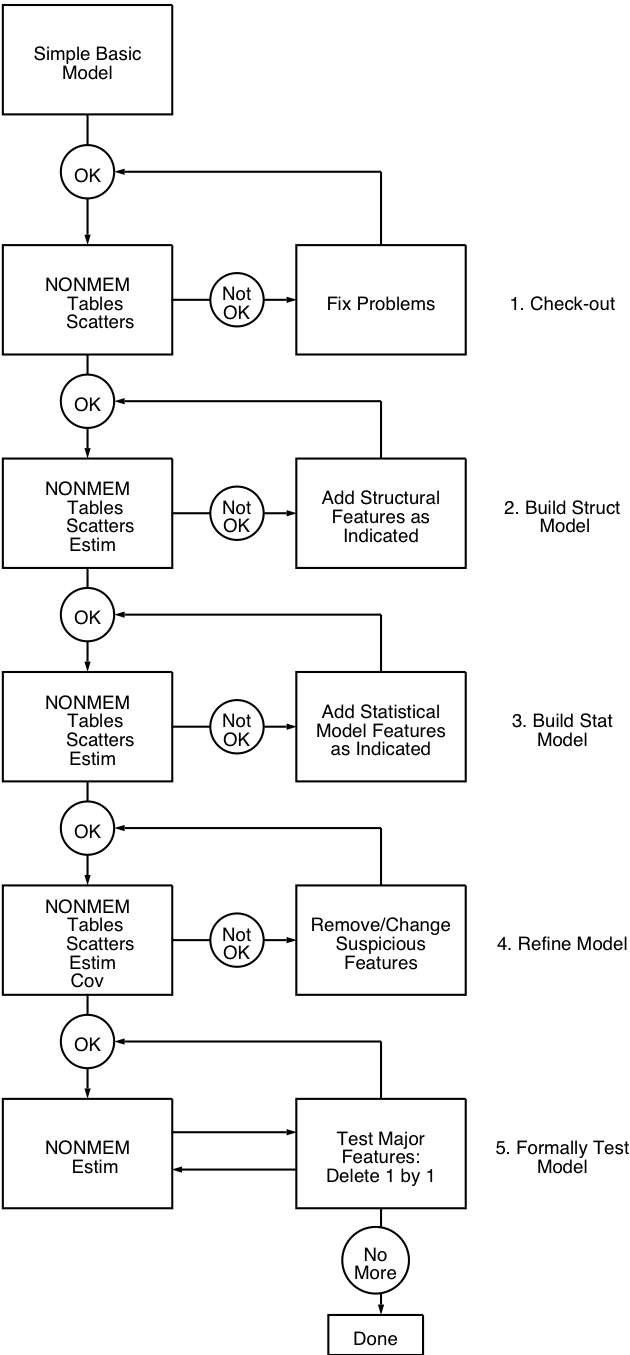 Simple Basic
Model
OK
NONMEM
Tables
Scatters
Not
OK
Fix Problems
1. Check-out
OK
NONMEM
Tables
Scatters
Estim
Not
OK
Add Structural
Features as
Indicated
2. Build Struct
Model
OK
NONMEM
Tables
Scatters
Estim
Not
OK
Add Statistical
Model Features
as Indicated
3. Build Stat
Model
OK
NONMEM
Tables
Scatters
Estim
Cov
Not
OK
Remove/Change
Suspicious
Features
4. Refine Model
OK
NONMEM
Estim
Test Major
Features:
Delete 1 by 1
5. Formally Test
Model
No
More
Done